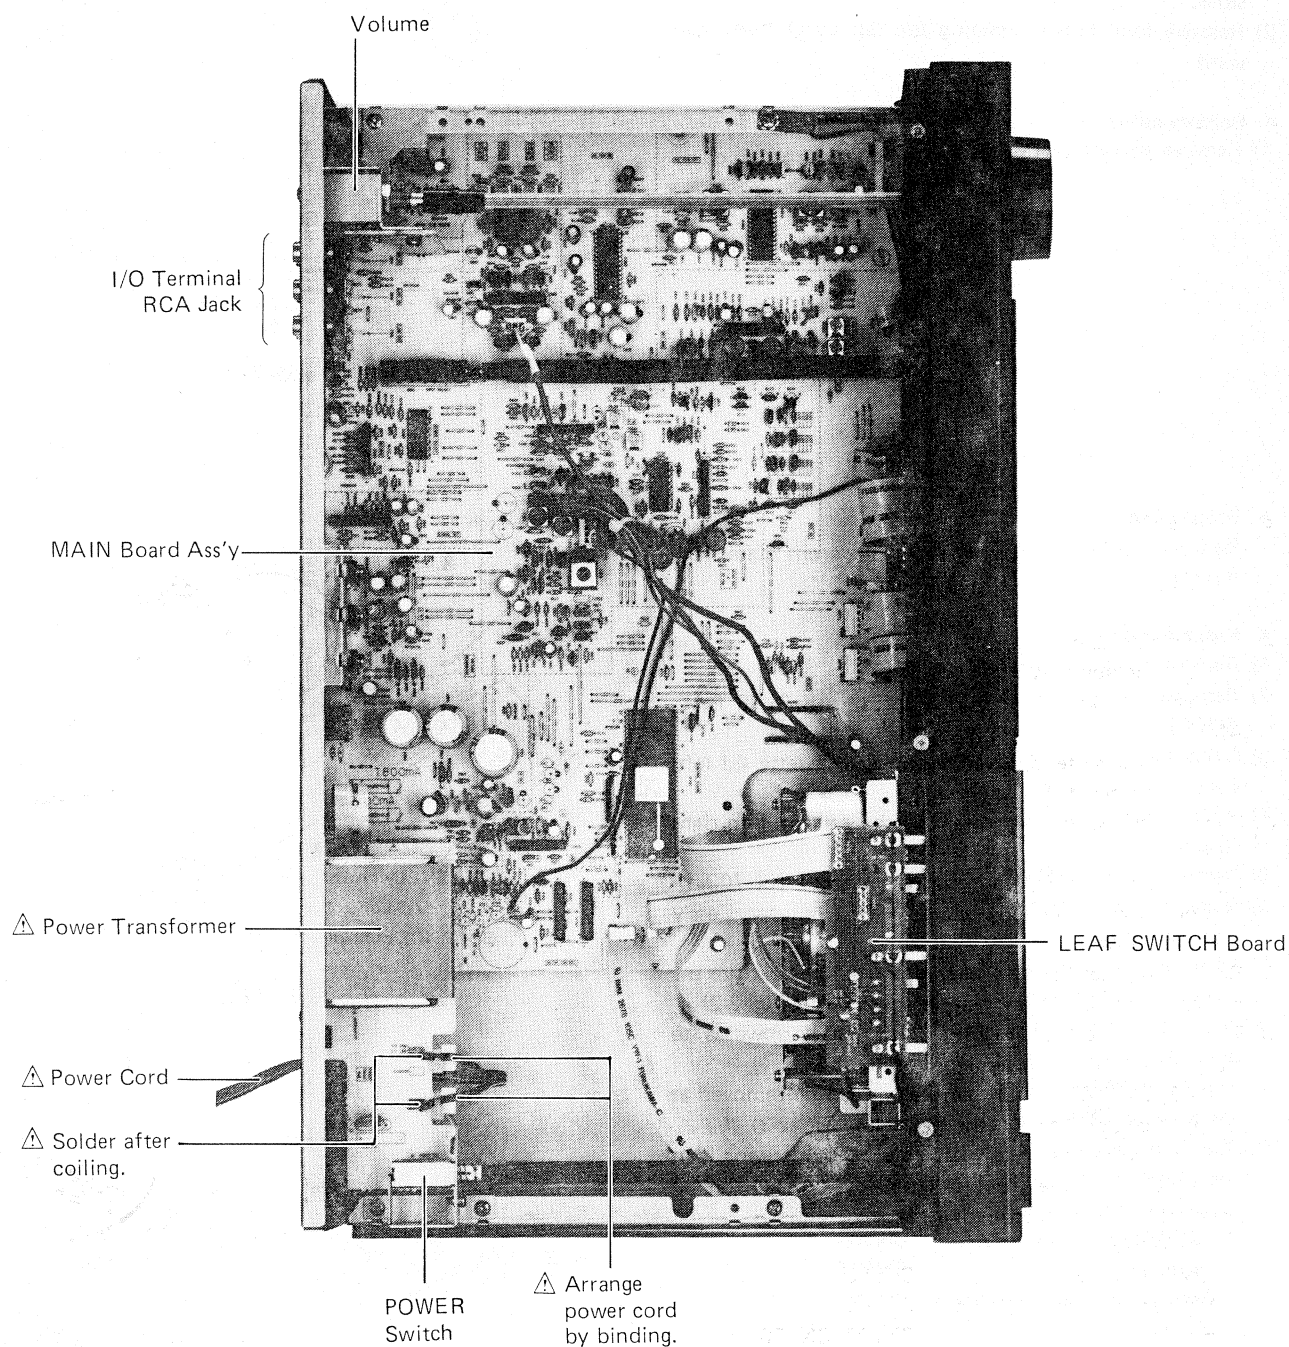 Volume
I/O Terminal
RCA Jack
MAIN Board Ass'y
T.800mA
⚠ Power Transformer
LEAF SWITCH Board
⚠ Power Cord
⚠ Solder after
coiling.
⚠ Arrange
power cord
by binding.
POWER
Switch